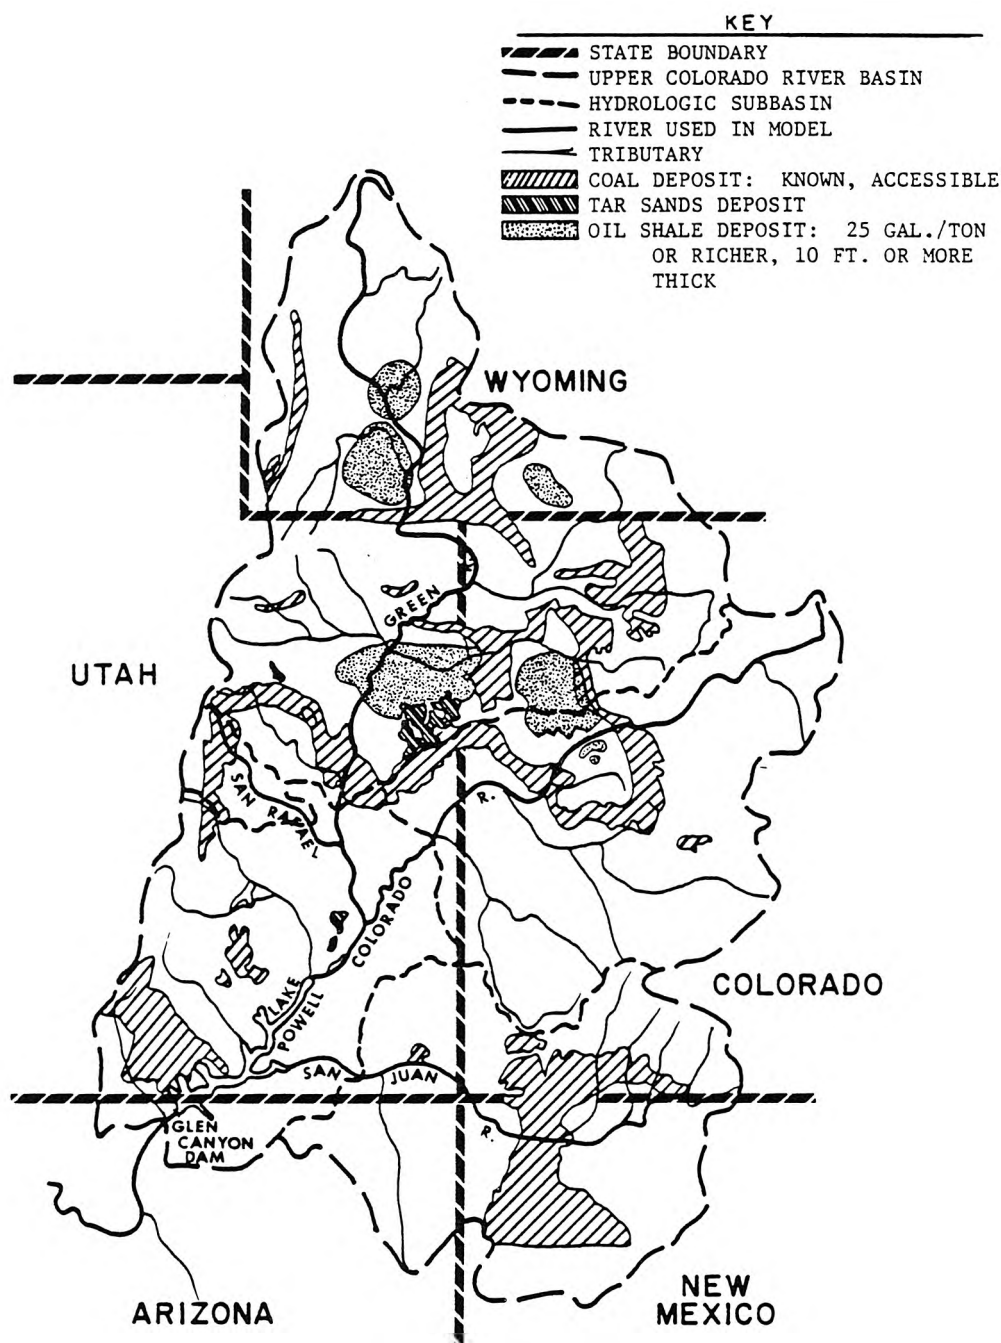 KEY
STATE BOUNDARY
UPPER COLORADO RIVER BASIN
HYDROLOGIC SUBBASIN
RIVER USED IN MODEL
TRIBUTARY
COAL DEPOSIT: KNOWN, ACCESSIBLE
TAR SANDS DEPOSIT
OIL SHALE DEPOSIT: 25 GAL./TON
OR RICHER, 10 FT. OR MORE
THICK
WYOMING
GREEN
UTAH
SAN RAFAEL
R.
COLORADO
COLORADO
LAKE
POWELL
SAN JUAN
R.
GLEN
CANYON
DAM
ARIZONA
NEW
MEXICO